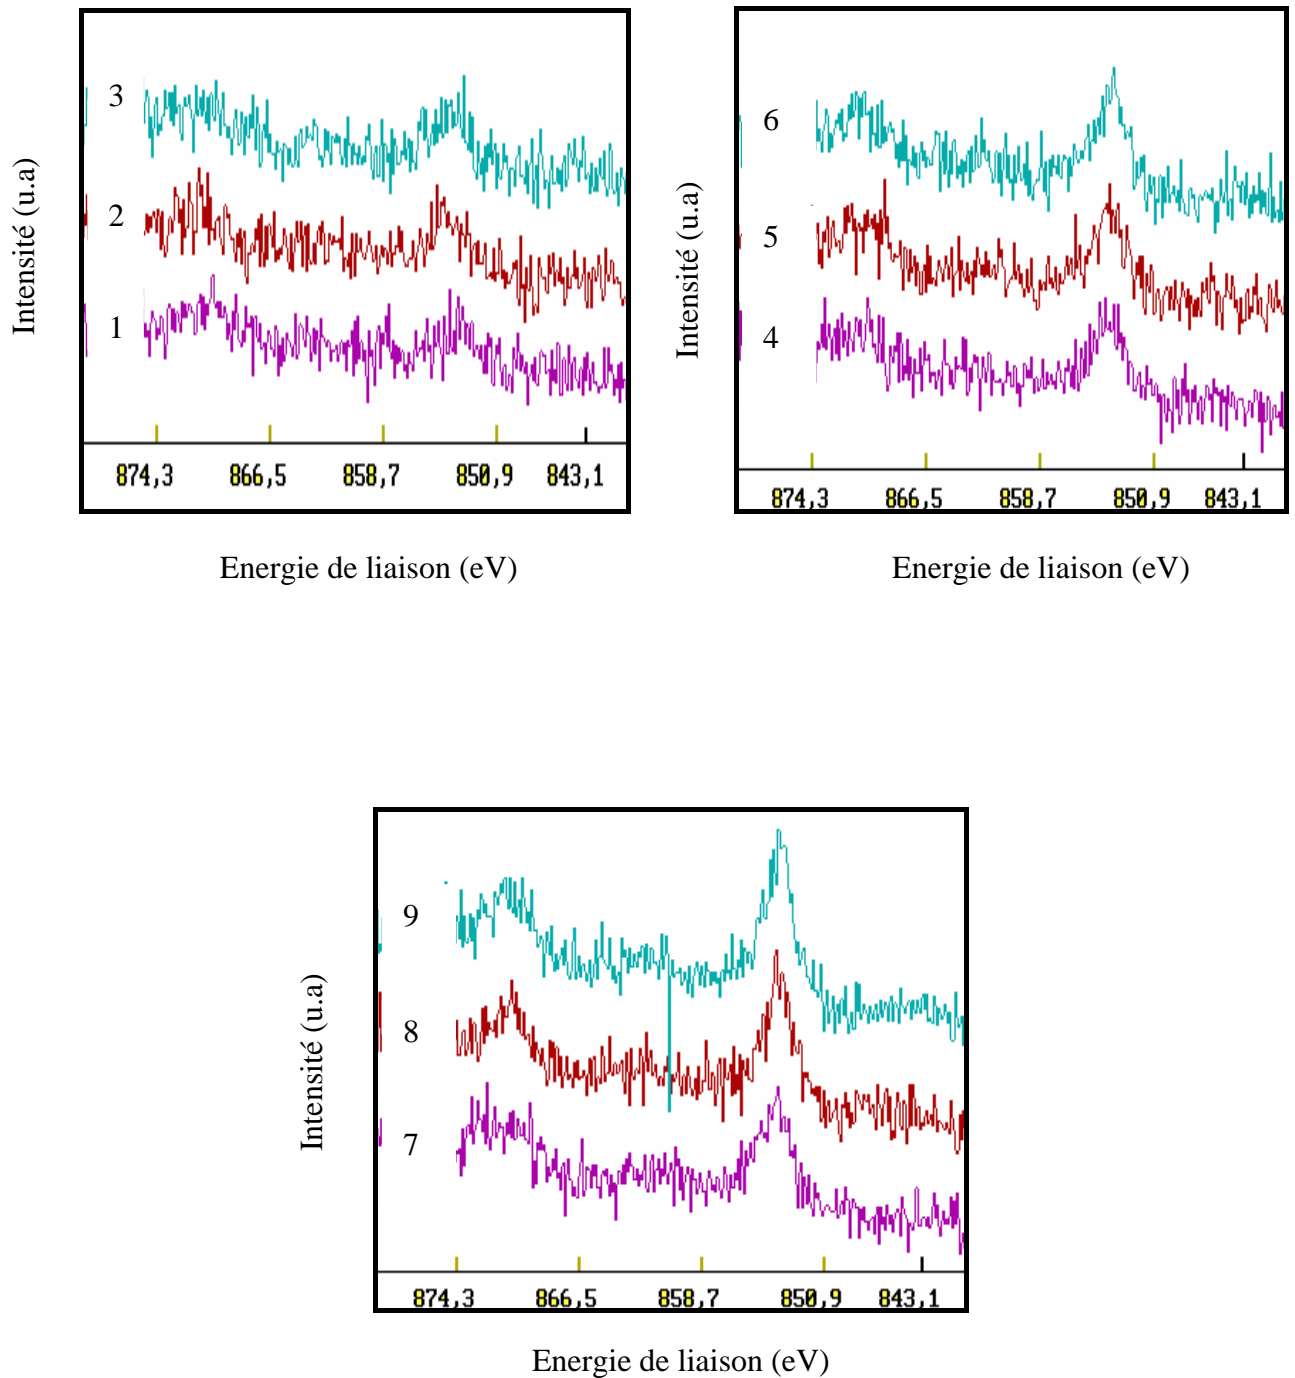 Intensité (u.a)
3
2
1
874,3 866,5 858,7 850,9 843,1
Energie de liaison (eV)
Intensité (u.a)
6
5
4
874,3 866,5 858,7 850,9 843,1
Energie de liaison (eV)
Intensité (u.a)
9
8
7
874,3 866,5 858,7 850,9 843,1
Energie de liaison (eV)